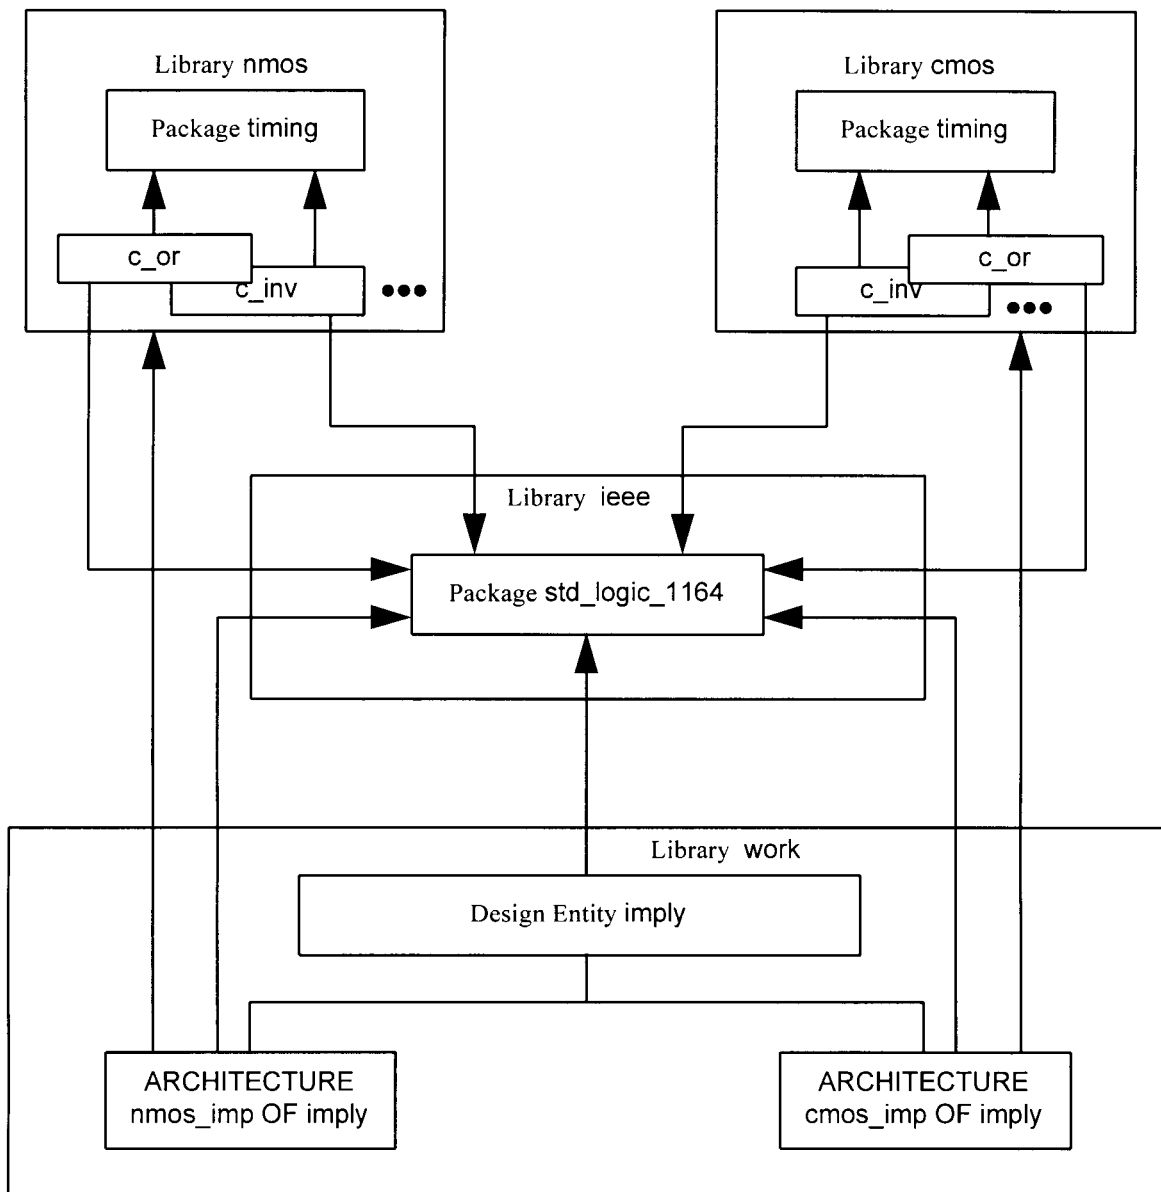 Library nmos
Package timing
c_or
c_inv
Library cmos
Package timing
c_or
c_inv
Library ieee
Package std_logic_1164
Library work
Design Entity imply
ARCHITECTURE
nmos_imp OF imply
ARCHITECTURE
cmos_imp OF imply